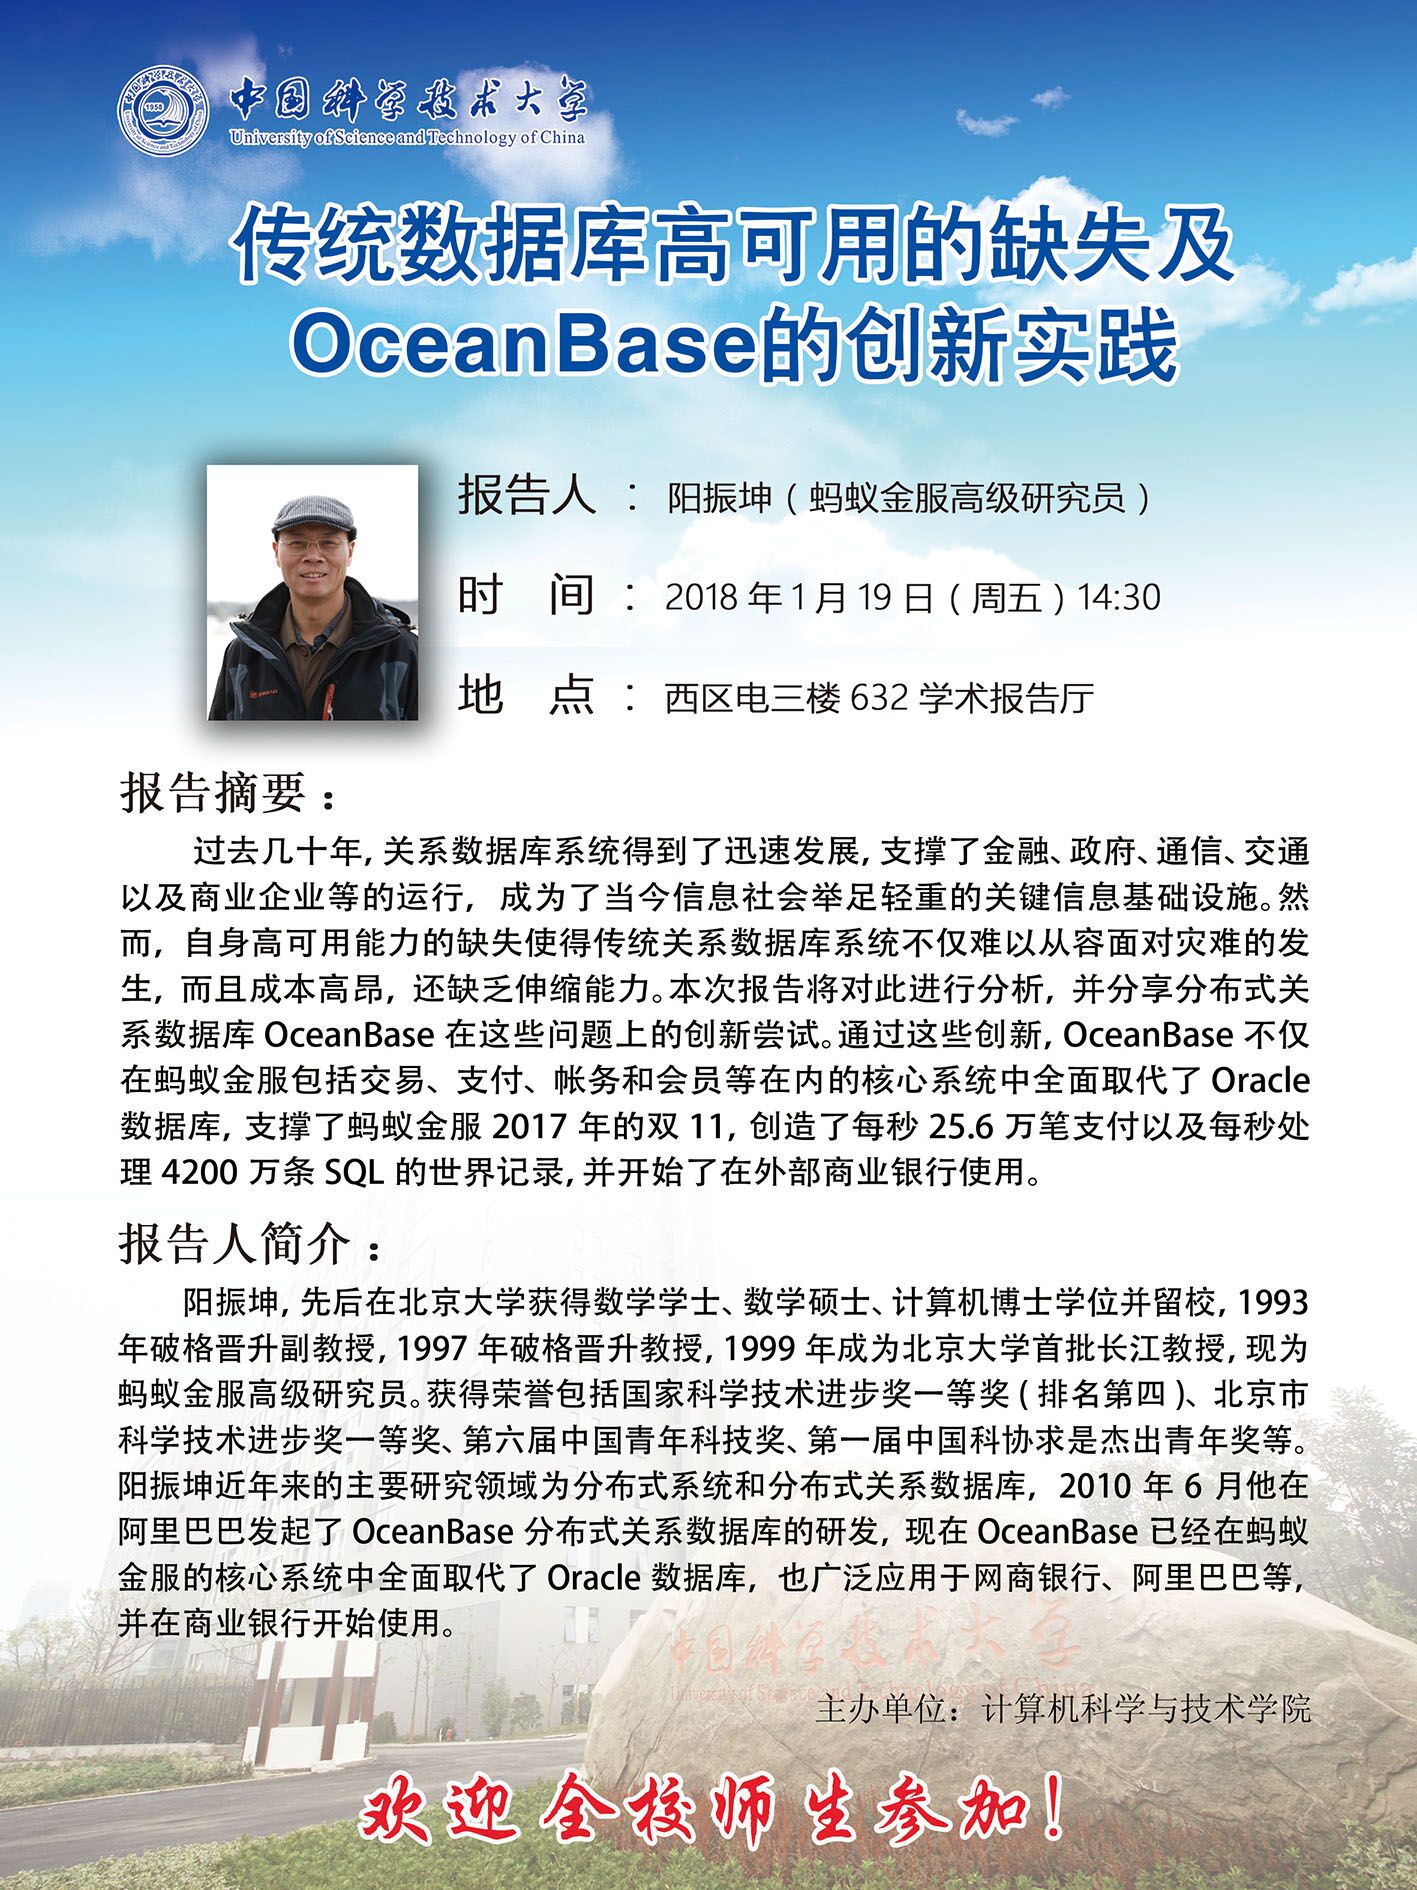 中国科学技术大学
University of Science and Technology of China
传统数据库高可用的缺失及
OceanBase的创新实践
报告人 ： 阳振坤（蚂蚁金服高级研究员）
时 间 ： 2018 年 1 月 19 日（周五）14:30
地 点 ： 西区电三楼 632 学术报告厅
报告摘要：
过去几十年，关系数据库系统得到了迅速发展，支撑了金融、政府、通信、交通
以及商业企业等的运行，成为了当今信息社会举足轻重的关键信息基础设施。然
而，自身高可用能力的缺失使得传统关系数据库系统不仅难以从容面对灾难的发
生，而且成本高昂，还缺乏伸缩能力。本次报告将对此进行分析，并分享分布式关
系数据库 OceanBase 在这些问题上的创新尝试。通过这些创新，OceanBase 不仅
在蚂蚁金服包括交易、支付、帐务和会员等在内的核心系统中全面取代了 Oracle
数据库，支撑了蚂蚁金服 2017 年的双 11，创造了每秒 25.6 万笔支付以及每秒处
理 4200 万条 SQL 的世界记录，并开始了在外部商业银行使用。
报告人简介：
阳振坤，先后在北京大学获得数学学士、数学硕士、计算机博士学位并留校，1993
年破格晋升副教授，1997 年破格晋升教授，1999 年成为北京大学首批长江教授，现为
蚂蚁金服高级研究员。获得荣誉包括国家科学技术进步奖一等奖 ( 排名第四 )、北京市
科学技术进步奖一等奖、第六届中国青年科技奖、第一届中国科协求是杰出青年奖等。
阳振坤近年来的主要研究领域为分布式系统和分布式关系数据库，2010 年 6 月他在
阿里巴巴发起了 OceanBase 分布式关系数据库的研发，现在 OceanBase 已经在蚂蚁
金服的核心系统中全面取代了 Oracle 数据库，也广泛应用于网商银行、阿里巴巴等，
并在商业银行开始使用。
中国科学技术大学
University of Science and Technology of China
主办单位：计算机科学与技术学院
欢迎全校师生参加！